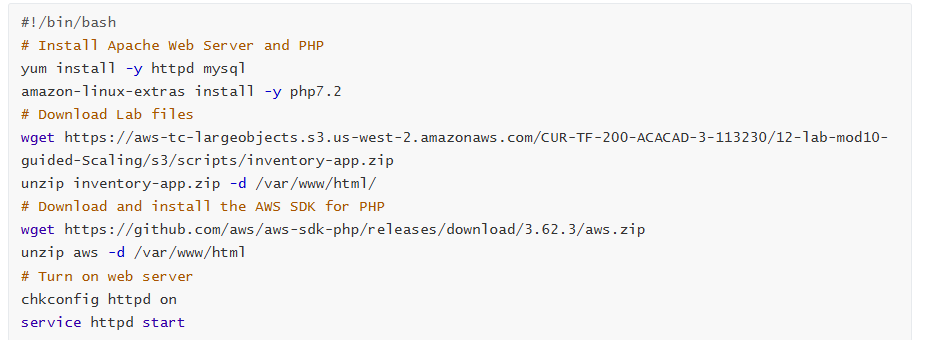 #!/bin/bash
# Install Apache Web Server and PHP
yum install -y httpd mysql
amazon-linux-extras install -y php7.2
# Download Lab files
wget https://aws-tc-largeobjects.s3.us-west-2.amazonaws.com/CUR-TF-200-ACACAD-3-113230/12-lab-mod10-
guided-Scaling/s3/scripts/inventory-app.zip
unzip inventory-app.zip -d /var/www/html/
# Download and install the AWS SDK for PHP
wget https://github.com/aws/aws-sdk-php/releases/download/3.62.3/aws.zip
unzip aws -d /var/www/html
# Turn on web server
chkconfig httpd on
service httpd start